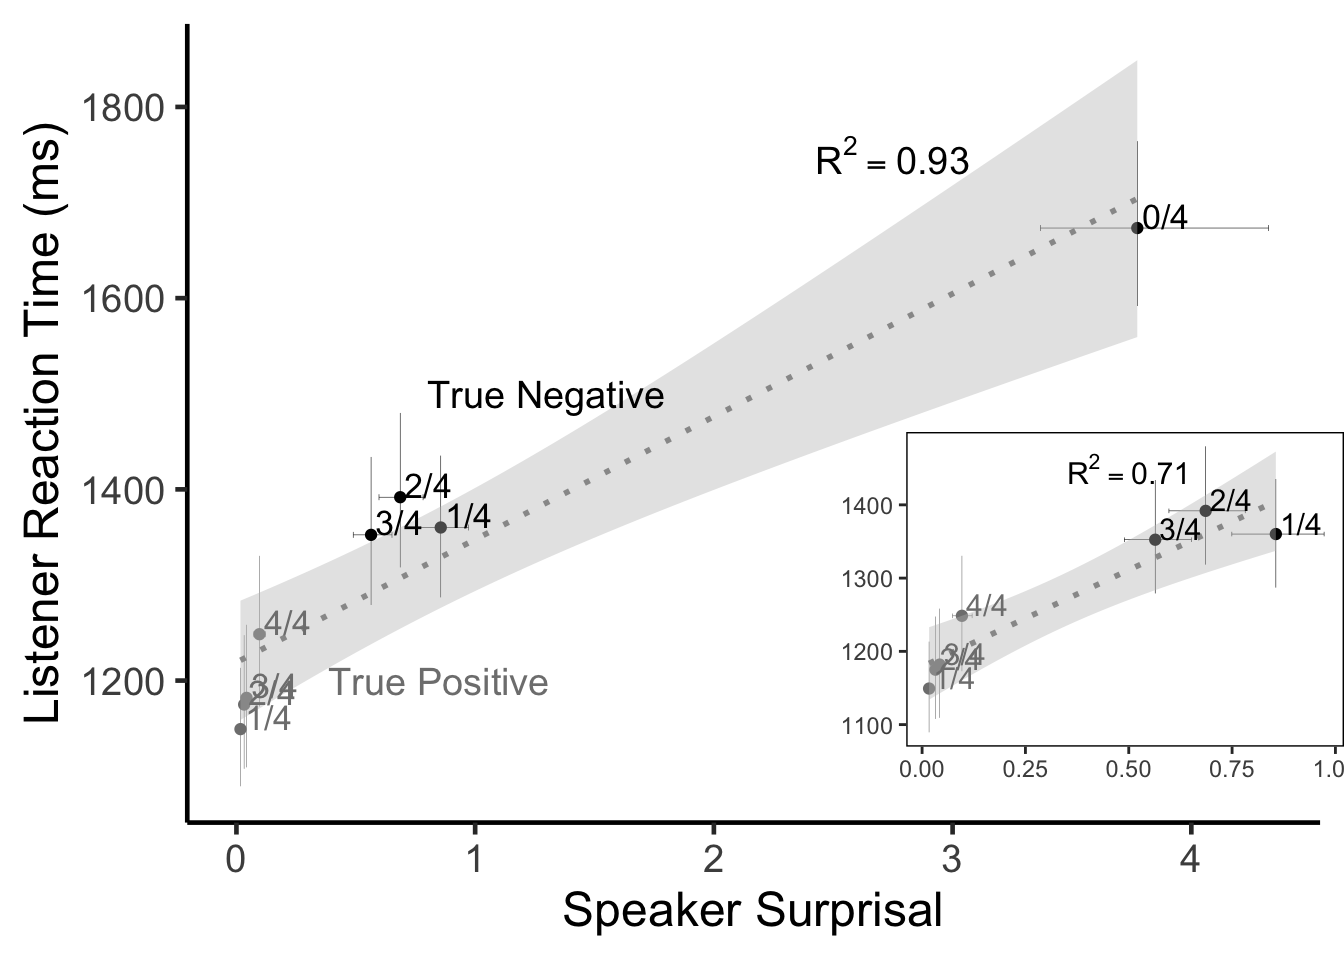 Listener Reaction Time (ms)
1800
1600
1400
1200
R² = 0.93
0/4
True Negative
2/4
3/4
1/4
4/4
3/4
2/4
1/4
True Positive
R² = 0.71
1400
1300
1200
1100
2/4
3/4
1/4
4/4
3/4
2/4
1/4
0.00 0.25 0.50 0.75 1.0
0 1 2 3 4
Speaker Surprisal